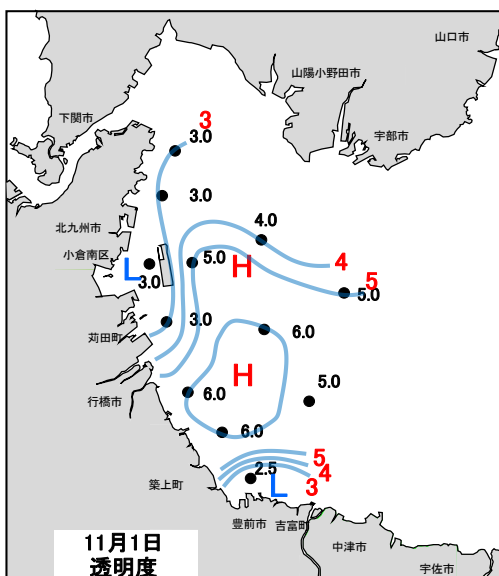 山口市
山陽小野田市
下関市
3
3.0
宇部市
3.0
北九州市
4.0
小倉南区
5.0
H
4
L
3.0
5
5.0
3.0
6.0
苅田町
H
5.0
行橋市
6.0
6.0
5
4
2.5
築上町
L
3
豊前市
吉富町
中津市
11月1日
透明度
宇佐市